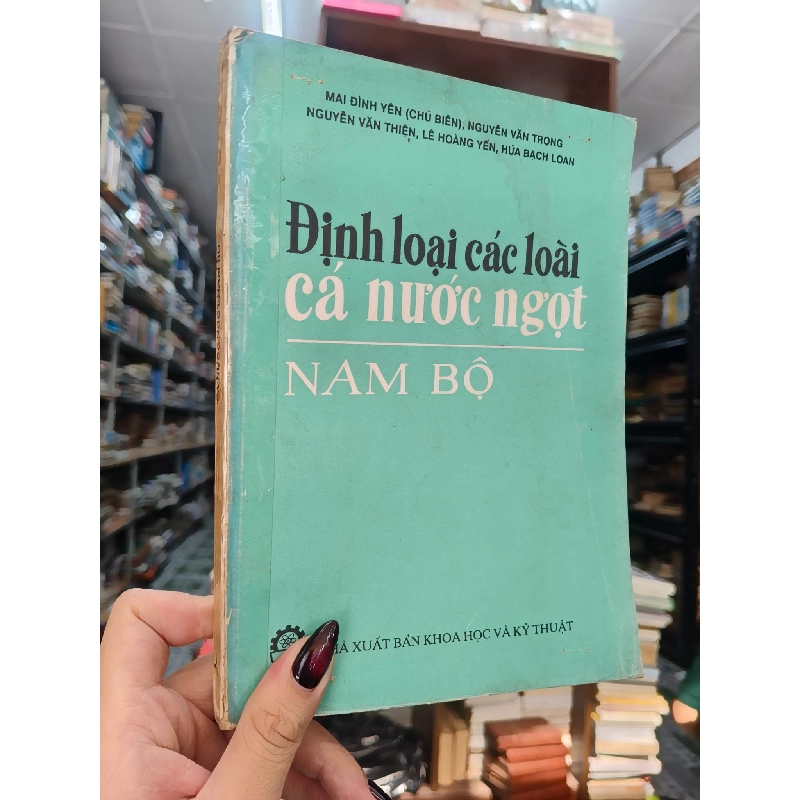 MAI ĐÌNH YÊN (CHỦ BIÊN), NGUYỄN VĂN TRỌNG
NGUYỄN VĂN THIỆN, LÊ HOÀNG YẾN, HỨA BẠCH LOAN
Định loại các loài
cá nước ngọt
NAM BỘ
XUẤT BẢN KHOA HỌC VÀ KỸ THUẬT